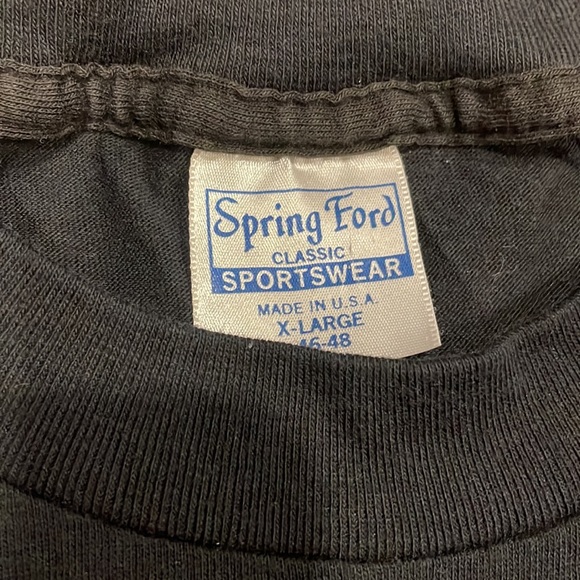 Spring Ford
CLASSIC
SPORTSWEAR
MADE IN U.S.A.
X-LARGE
46-48